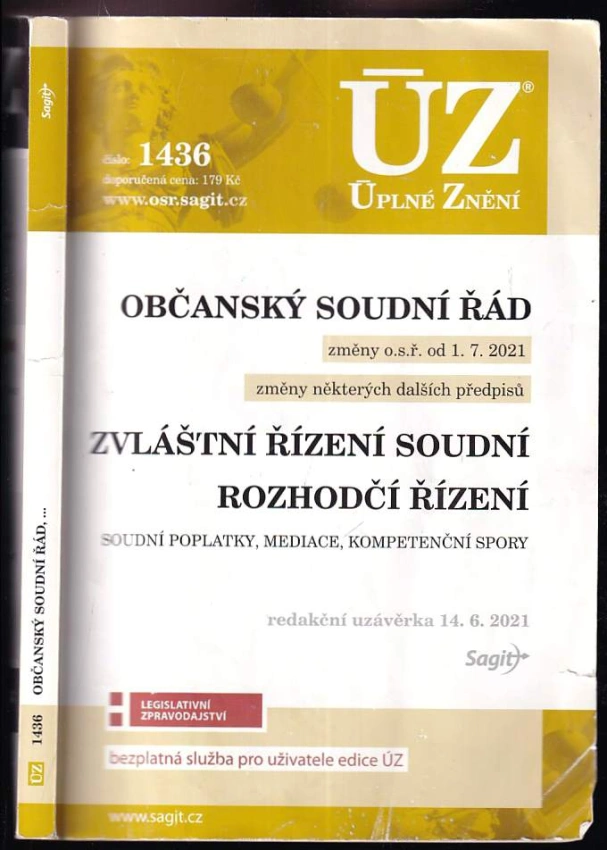 Sagit
číslo: 1436
doporučená cena: 179 Kč
www.osr.sagit.cz
ÚZ®
ÚPLNÉ ZNĚNÍ
OBČANSKÝ SOUDNÍ ŘÁD
změny o.s.ř. od 1. 7. 2021
změny některých dalších předpisů
ZVLÁŠTNÍ ŘÍZENÍ SOUDNÍ
ROZHODČÍ ŘÍZENÍ
SOUDNÍ POPLATKY, MEDIACE, KOMPETENČNÍ SPORY
redakční uzávěrka 14. 6. 2021
Sagit
LEGISLATIVNÍ
ZPRAVODAJSTVÍ
bezplatná služba pro uživatele edice ÚZ
www.sagit.cz
ÚZ 1436 OBČANSKÝ SOUDNÍ ŘÁD, ...